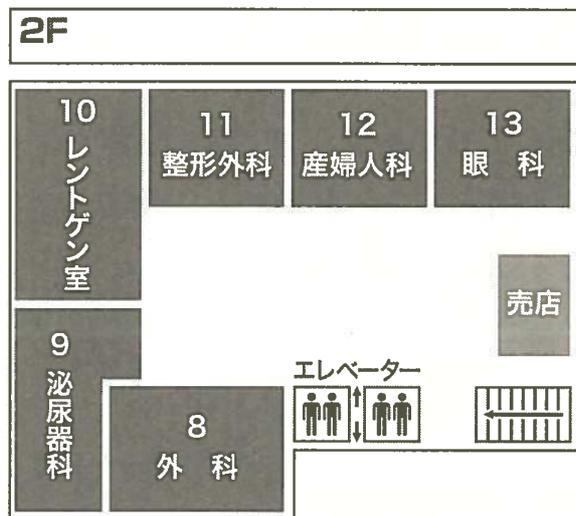 2F
10
レントゲン室
11
整形外科
12
産婦人科
13
眼 科
売店
9
泌尿器科
8
外 科
エレベーター